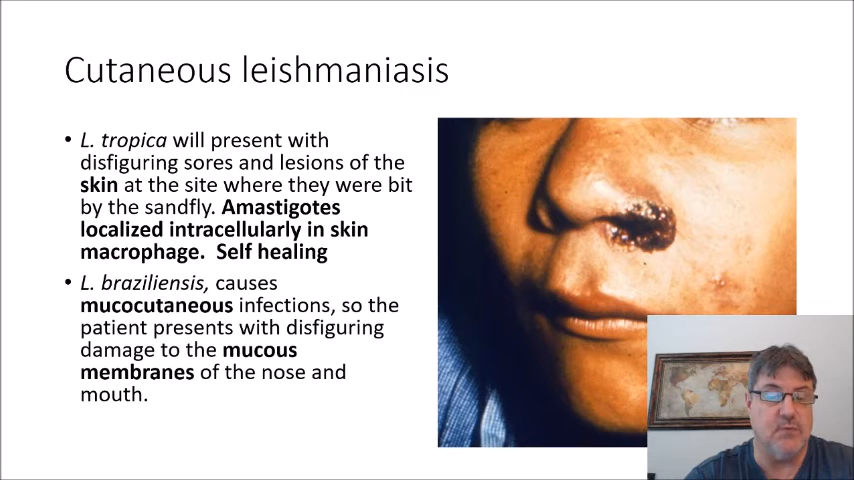 Cutaneous leishmaniasis
• L. tropica will present with
disfiguring sores and lesions of the
skin at the site where they were bit
by the sandfly. Amastigotes
localized intracellularly in skin
macrophage.  Self healing
• L. braziliensis, causes
mucocutaneous infections, so the
patient presents with disfiguring
damage to the mucous
membranes of the nose and
mouth.